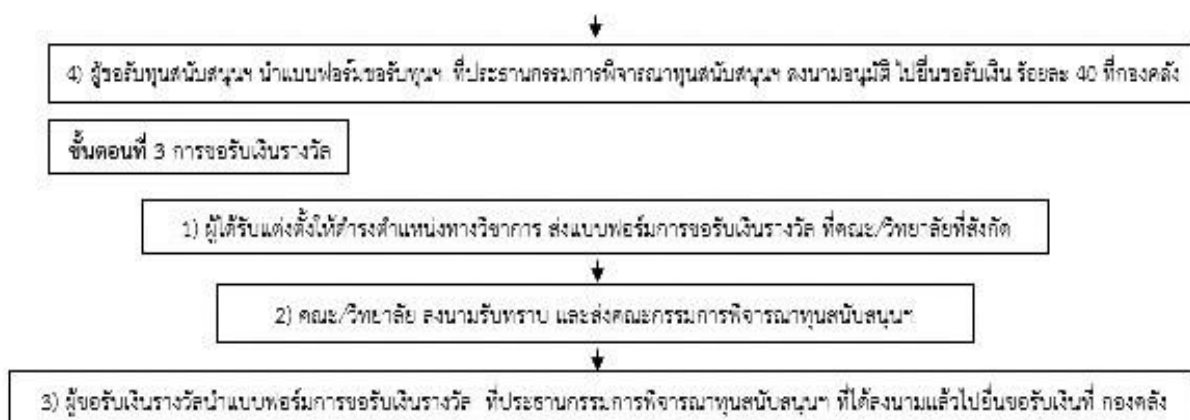 4) ผู้ขอรับทุนสนับสนุนฯ นำแบบฟอร์มขอรับทุนฯ ที่ประธานกรรมการพิจารณาทุนสนับสนุนฯ ลงนามอนุมัติ ไปยื่นขอรับเงิน ร้อยละ 40 ที่กองคลัง
ขั้นตอนที่ 3 การขอรับเงินรางวัล
1) ผู้ได้รับแต่งตั้งให้ดำรงตำแหน่งทางวิชาการ ส่งแบบฟอร์มการขอรับเงินรางวัล ที่คณะ/วิทยาลัยที่สังกัด
2) คณะ/วิทยาลัย ลงนามรับทราบ และส่งคณะกรรมการพิจารณาทุนสนับสนุนฯ
3) ผู้ขอรับเงินรางวัลนำแบบฟอร์มการขอรับเงินรางวัล ที่ประธานกรรมการพิจารณาทุนสนับสนุนฯ ที่ได้ลงนามแล้วไปยื่นขอรับเงินที่ กองคลัง